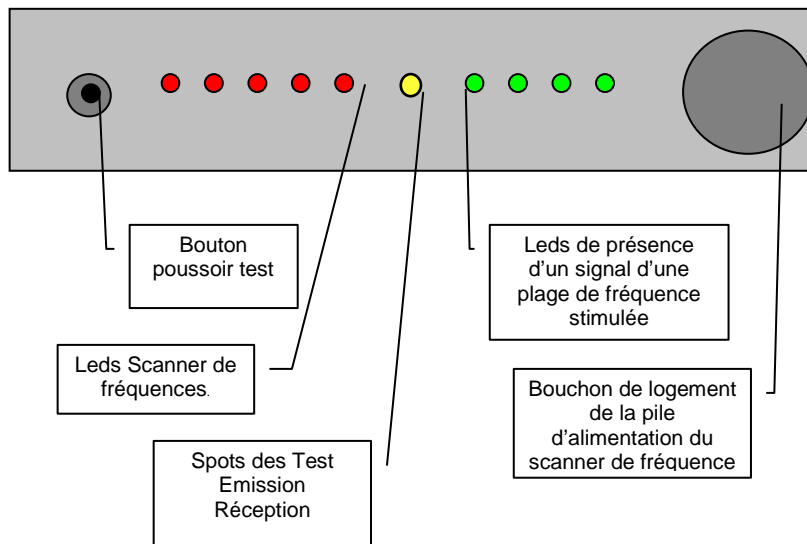 Bouton
poussoir test
Leds de présence
d’un signal d’une
plage de fréquence
stimulée
Leds Scanner de
fréquences.
Bouchon de logement
de la pile
d’alimentation du
scanner de fréquence
Spots des Test
Emission
Réception